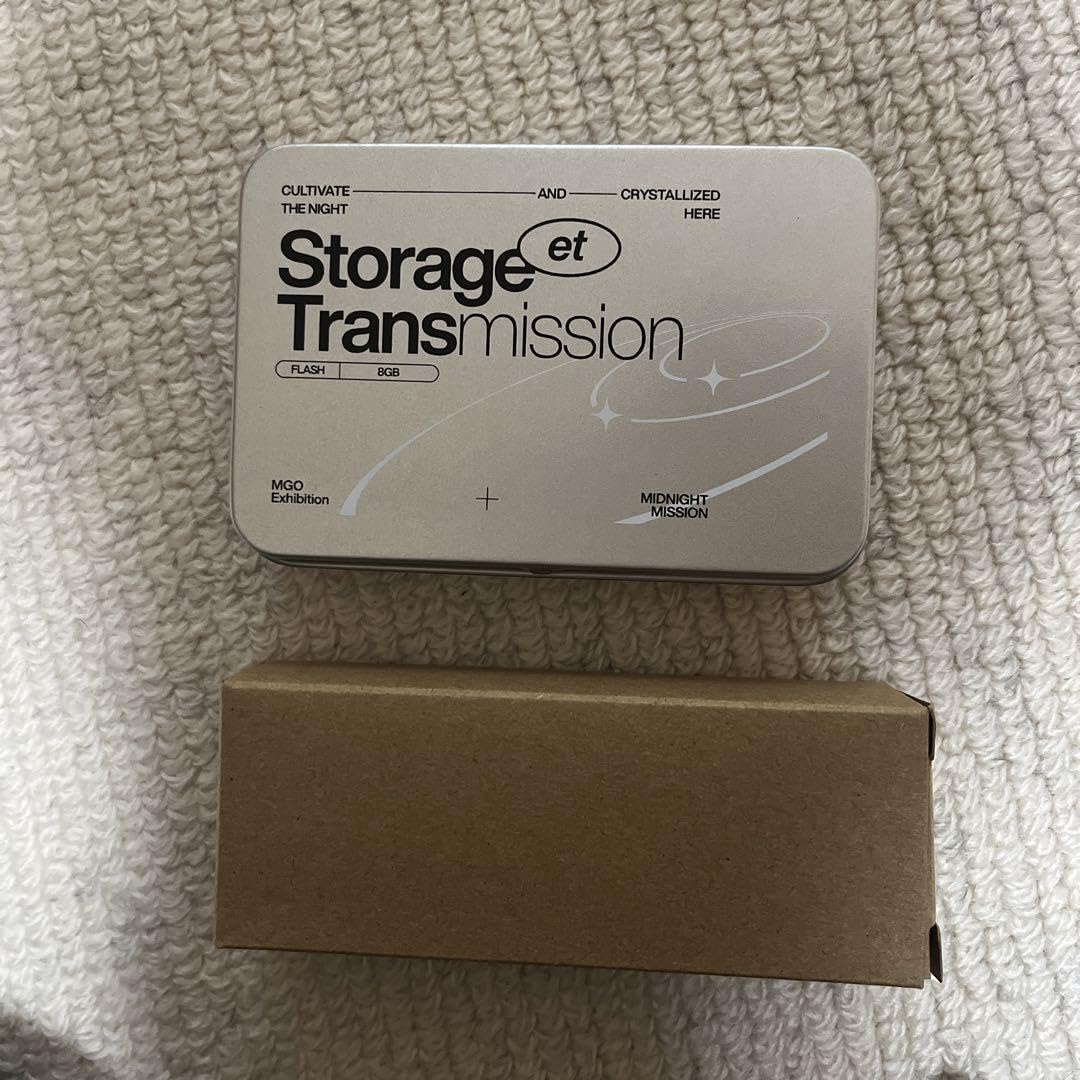 CULTIVATE AND CRYSTALLIZED
THE NIGHT HERE
Storage et
Transmission
FLASH 8GB
MGO
Exhibition
+
MIDNIGHT
MISSION